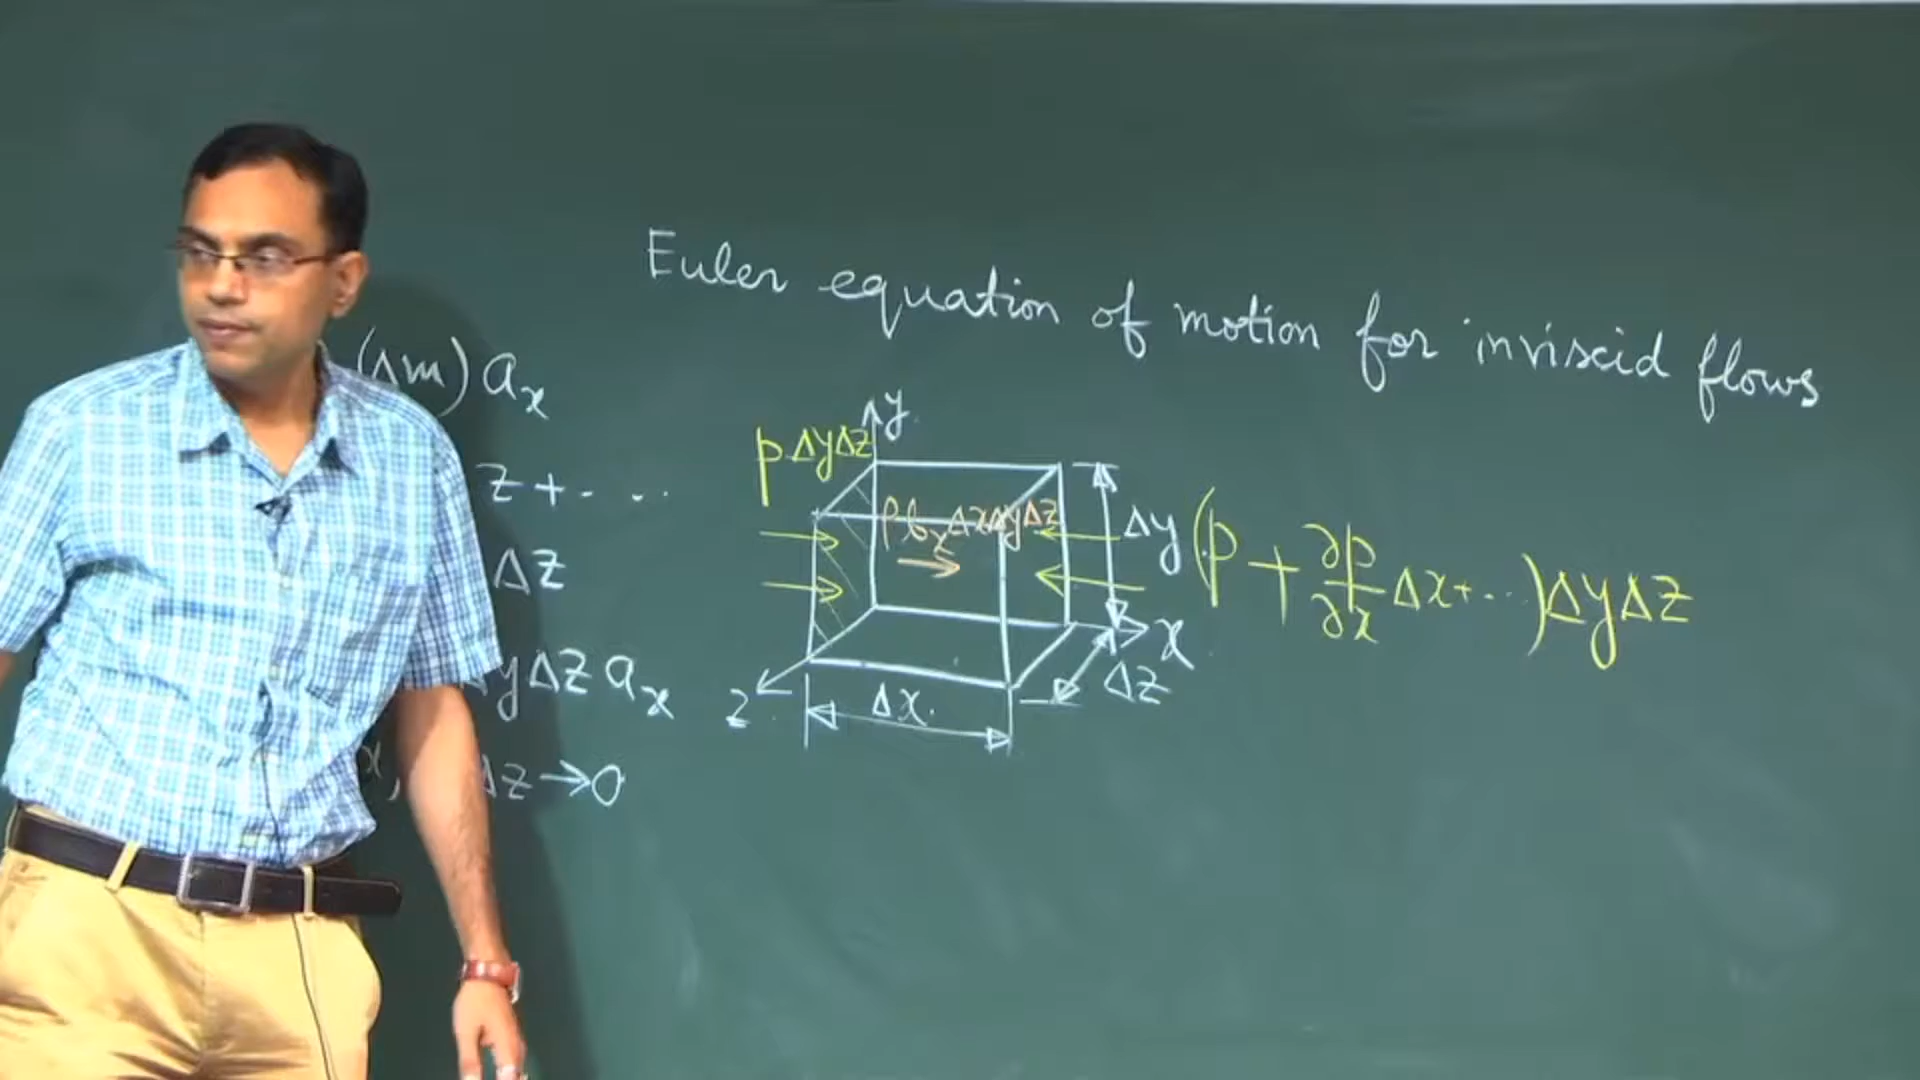 Euler equation of motion for inviscid flows
(Δm) a_x
z + . ..
Δz
yΔz a_x
x, Δz → 0
y
p Δy Δz
ρ b_x Δx Δy Δz
Δy
(p + ∂p/∂x Δx + ...) Δy Δz
x
Δz
z
Δx.